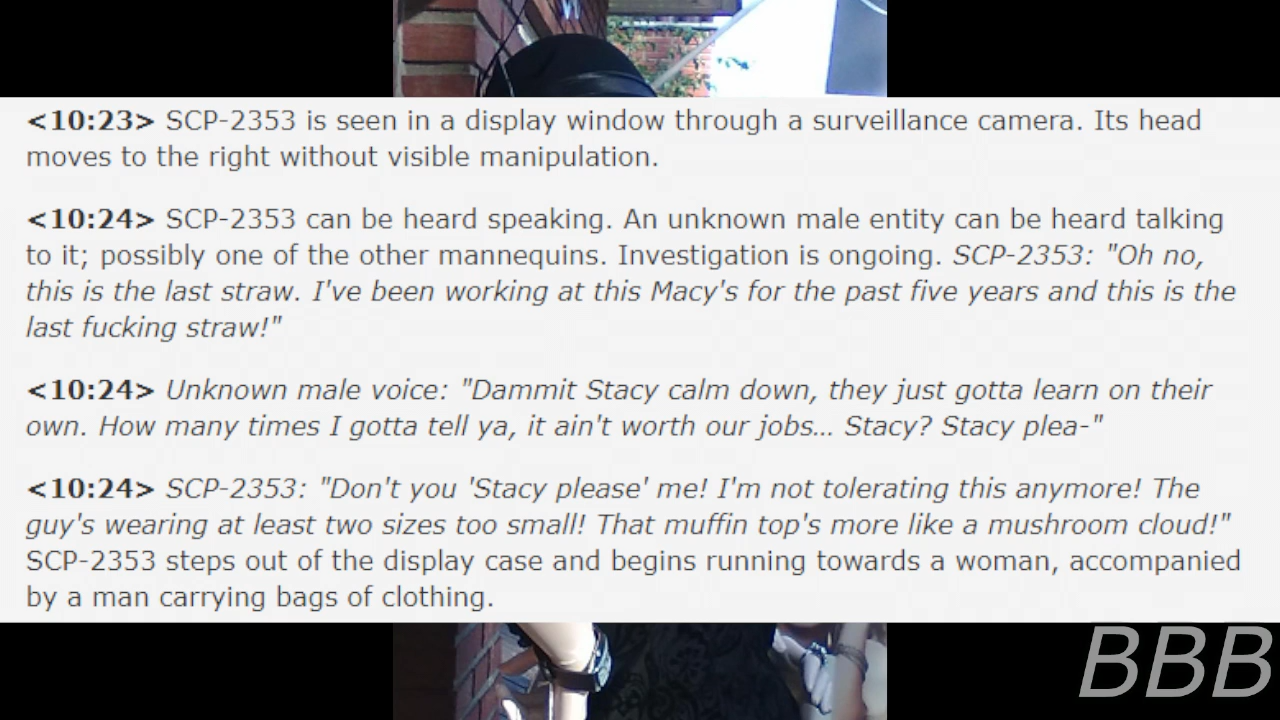 <10:23> SCP-2353 is seen in a display window through a surveillance camera. Its head
moves to the right without visible manipulation.
<10:24> SCP-2353 can be heard speaking. An unknown male entity can be heard talking
to it; possibly one of the other mannequins. Investigation is ongoing. SCP-2353: "Oh no,
this is the last straw. I've been working at this Macy's for the past five years and this is the
last fucking straw!"
<10:24> Unknown male voice: "Dammit Stacy calm down, they just gotta learn on their
own. How many times I gotta tell ya, it ain't worth our jobs... Stacy? Stacy plea-"
<10:24> SCP-2353: "Don't you 'Stacy please' me! I'm not tolerating this anymore! The
guy's wearing at least two sizes too small! That muffin top's more like a mushroom cloud!"
SCP-2353 steps out of the display case and begins running towards a woman, accompanied
by a man carrying bags of clothing.
BBB